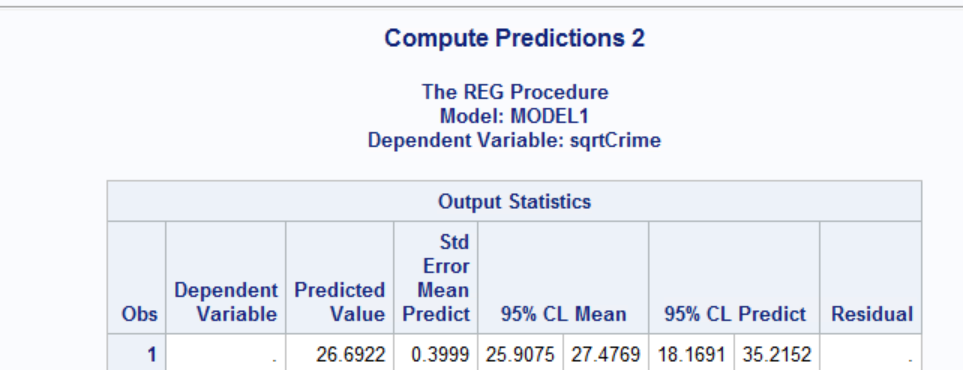 Compute Predictions 2
The REG Procedure
Model: MODEL1
Dependent Variable: sqrtCrime
Output Statistics
Obs Dependent Variable Predicted Value Std Error Mean Predict 95% CL Mean 95% CL Predict Residual
1 . 26.6922 0.3999 25.9075 27.4769 18.1691 35.2152 .